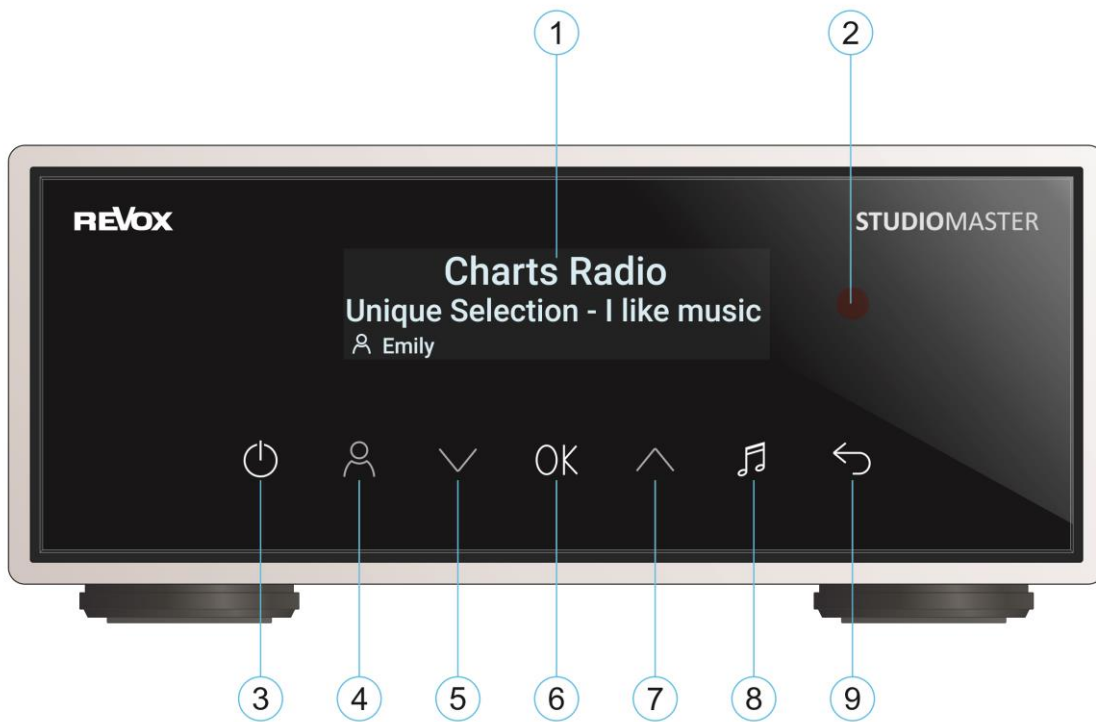 1
2
REVOX
STUDIOMASTER
Charts Radio
Unique Selection - I like music
Emily
OK
3
4
5
6
7
8
9